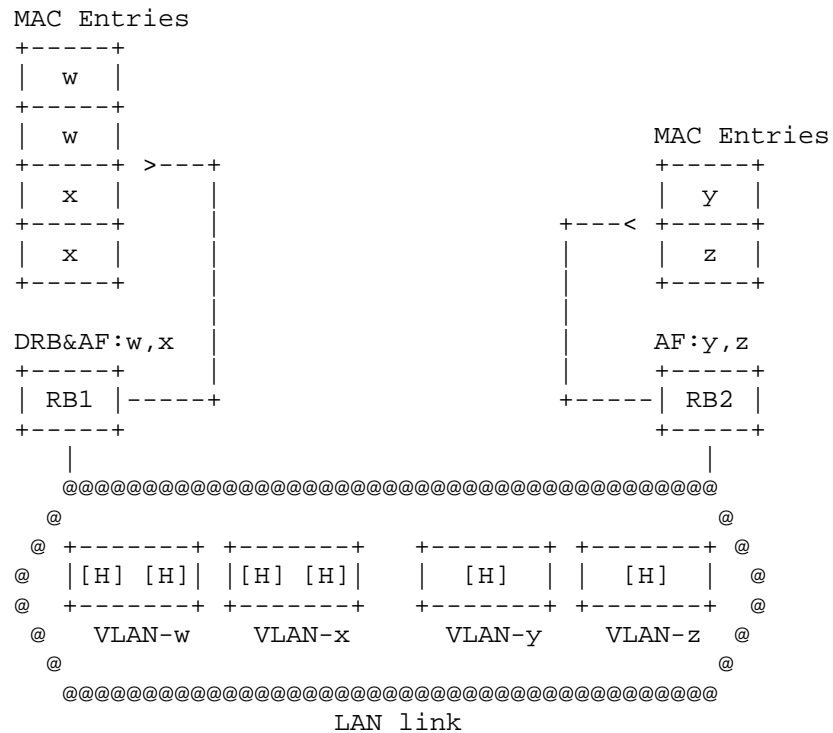 MAC Entries
w
w
MAC Entries
x
y
x
z
DRB&AF:w,x
AF:y,z
RB1
RB2
[H] [H] [H] [H] [H] [H]
VLAN-w VLAN-x VLAN-y VLAN-z
LAN link